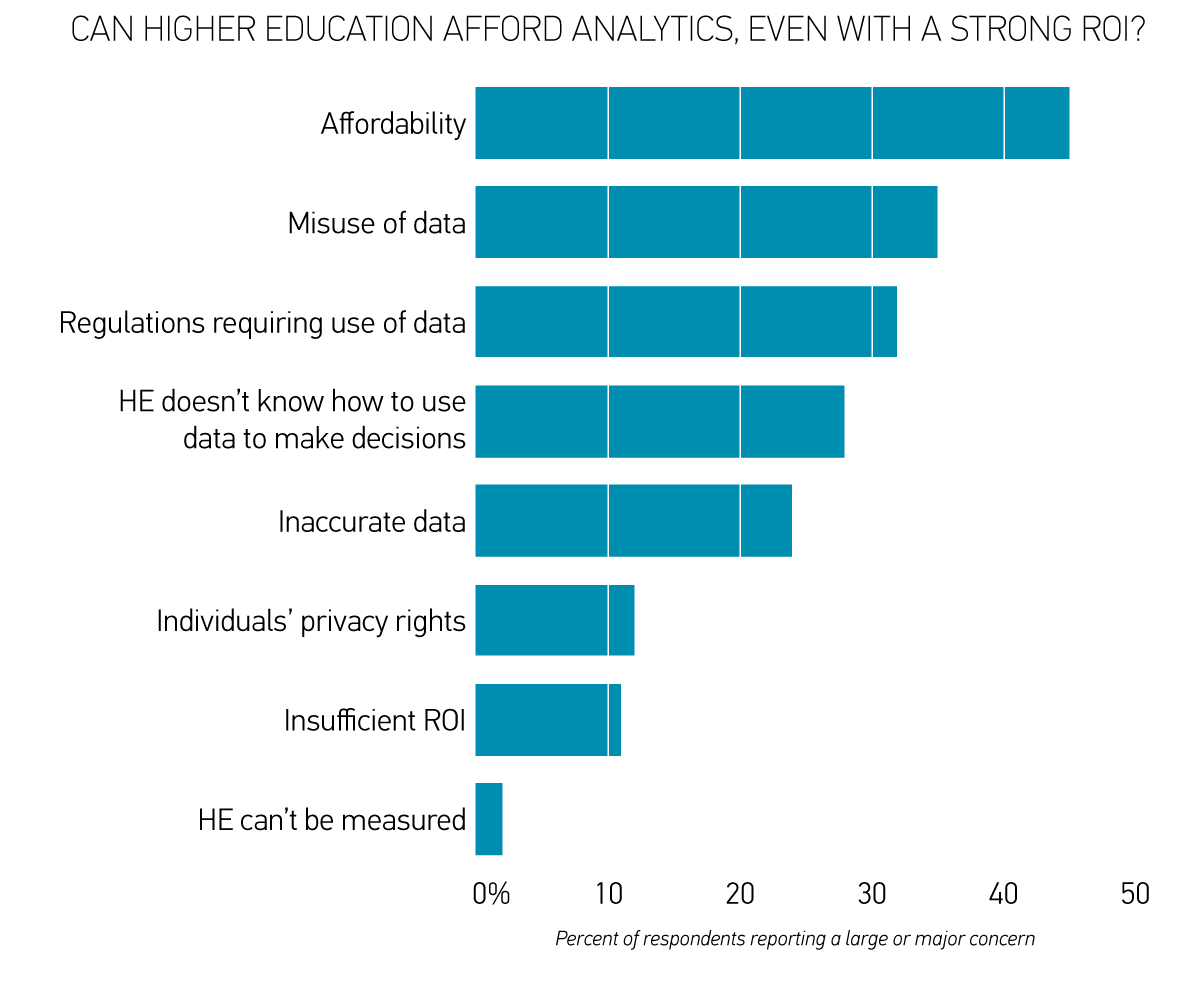 CAN HIGHER EDUCATION AFFORD ANALYTICS, EVEN WITH A STRONG ROI?
Affordability
Misuse of data
Regulations requiring use of data
HE doesn’t know how to use
data to make decisions
Inaccurate data
Individuals’ privacy rights
Insufficient ROI
HE can’t be measured
0% 10 20 30 40 50
Percent of respondents reporting a large or major concern